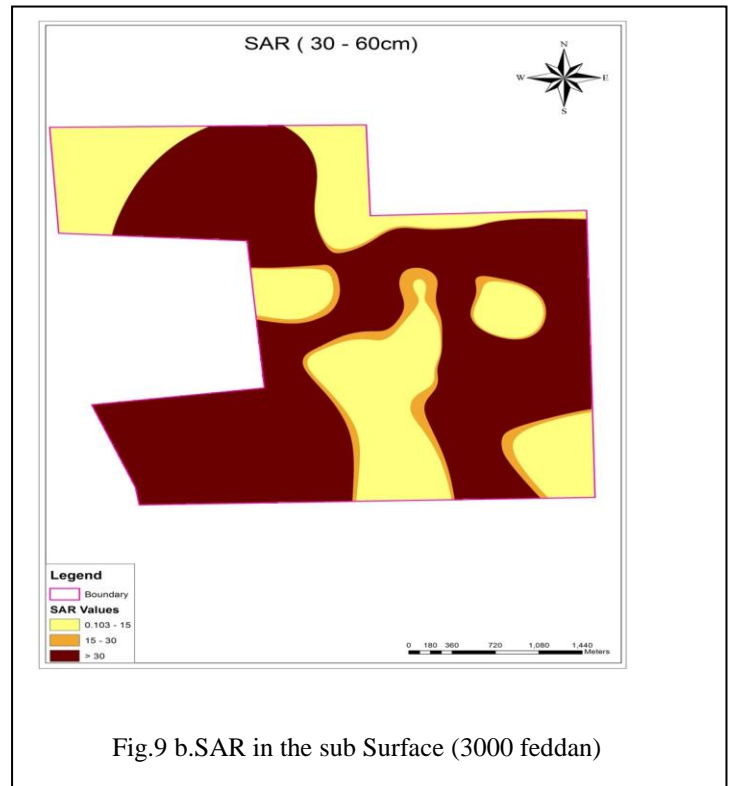 SAR ( 30 - 60cm)
N
W E
S
Legend
Boundary
SAR Values
0.103 - 15
15 - 30
> 30
0 180 360 720 1,080 1,440
Meters
Fig.9 b.SAR in the sub Surface (3000 feddan)